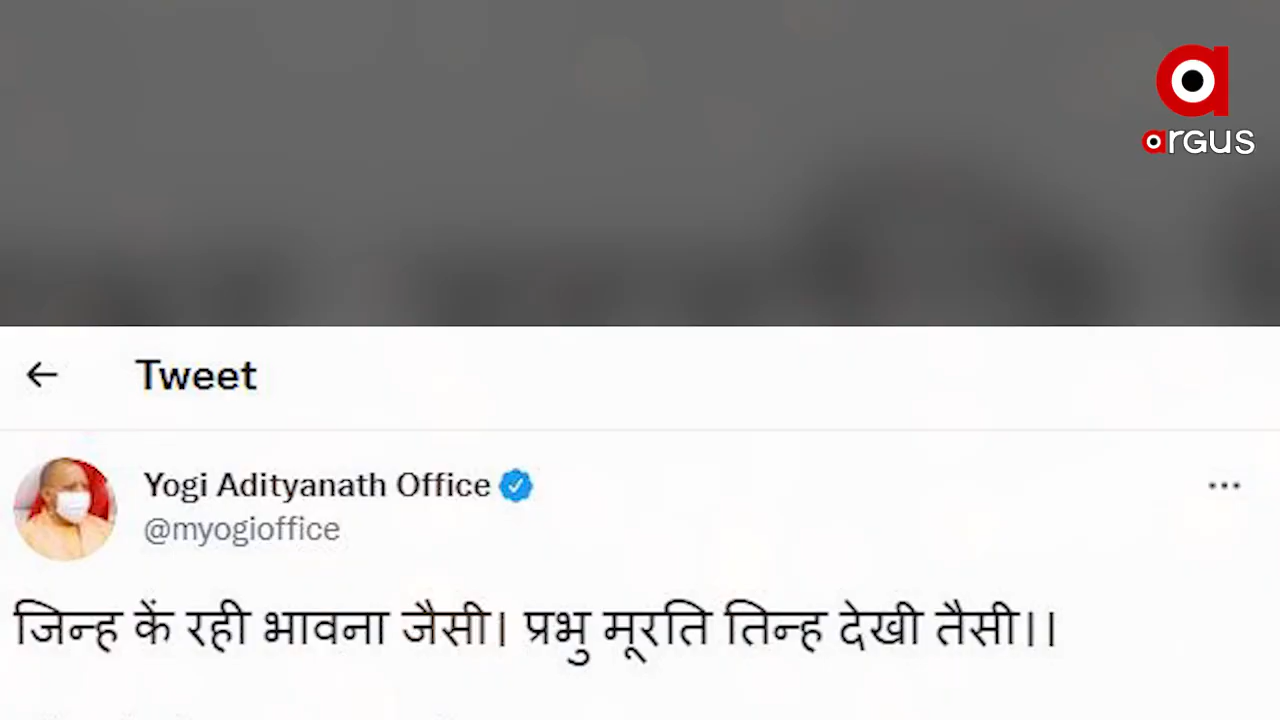 argus
Tweet
Yogi Adityanath Office
@myogioffice
जिन्ह कें रही भावना जैसी। प्रभु मूरति तिन्ह देखी तैसी।।